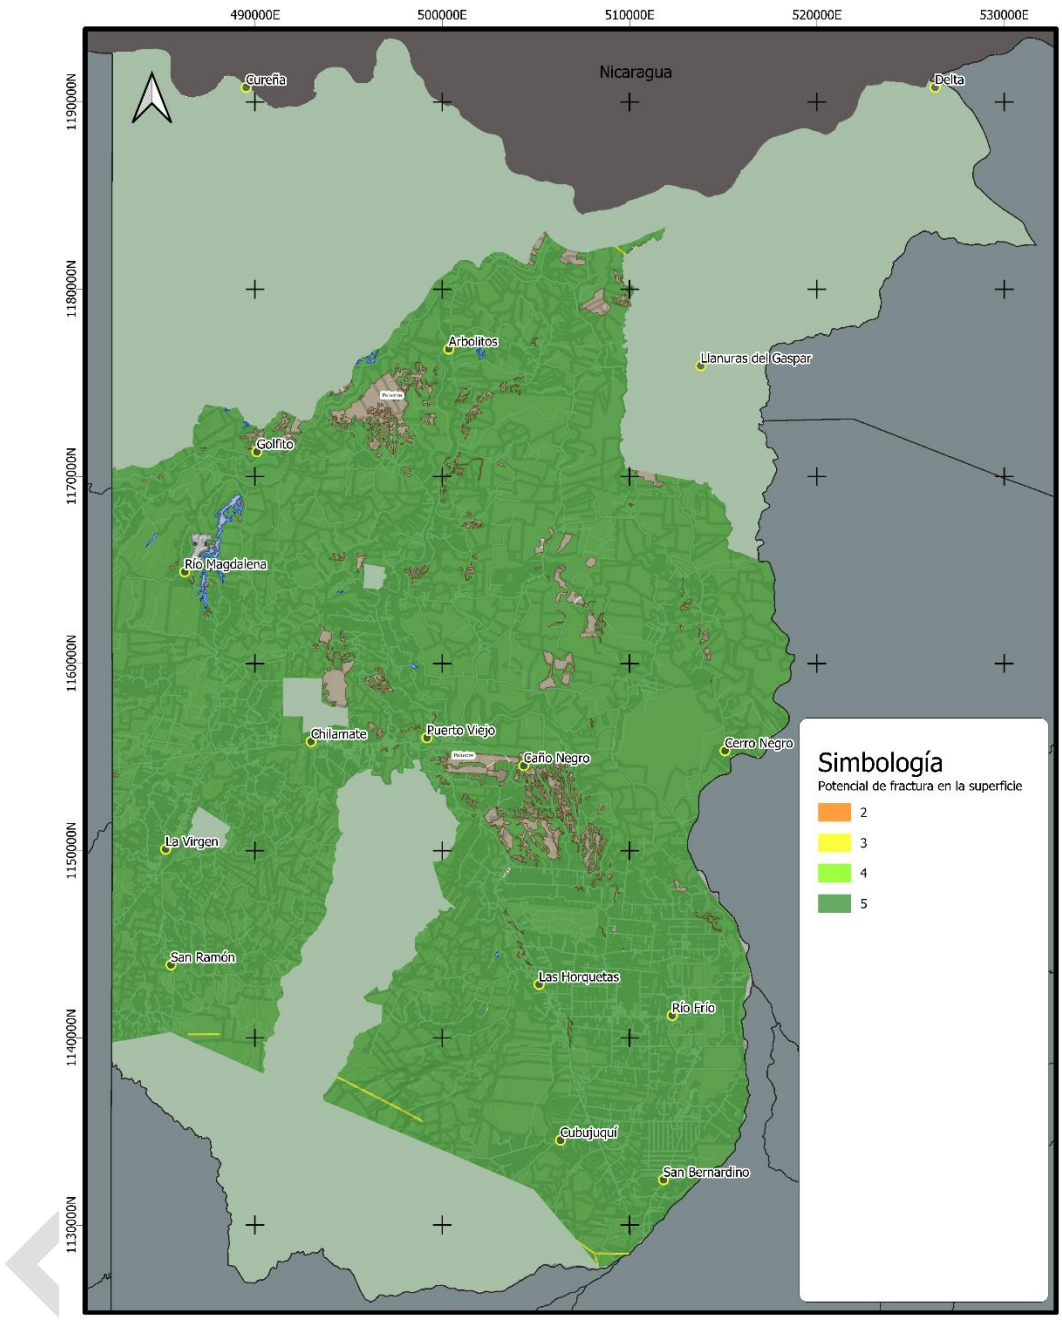 490000E 500000E 510000E 520000E 530000E
Nicaragua
Cureña
Delta
1190000N
1180000N
Arbolitos
Llanuras del Gaspar
Palustre
Golfito
1170000N
Río Magdalena
1160000N
Chilamate
Puerto Viejo
Cerro Negro
Palustre
Caño Negro
Simbología
Potencial de fractura en la superficie
2
3
4
5
La Virgen
1150000N
San Ramón
Las Horquetas
Río Frío
1140000N
Cubujuquí
San Bernardino
1130000N